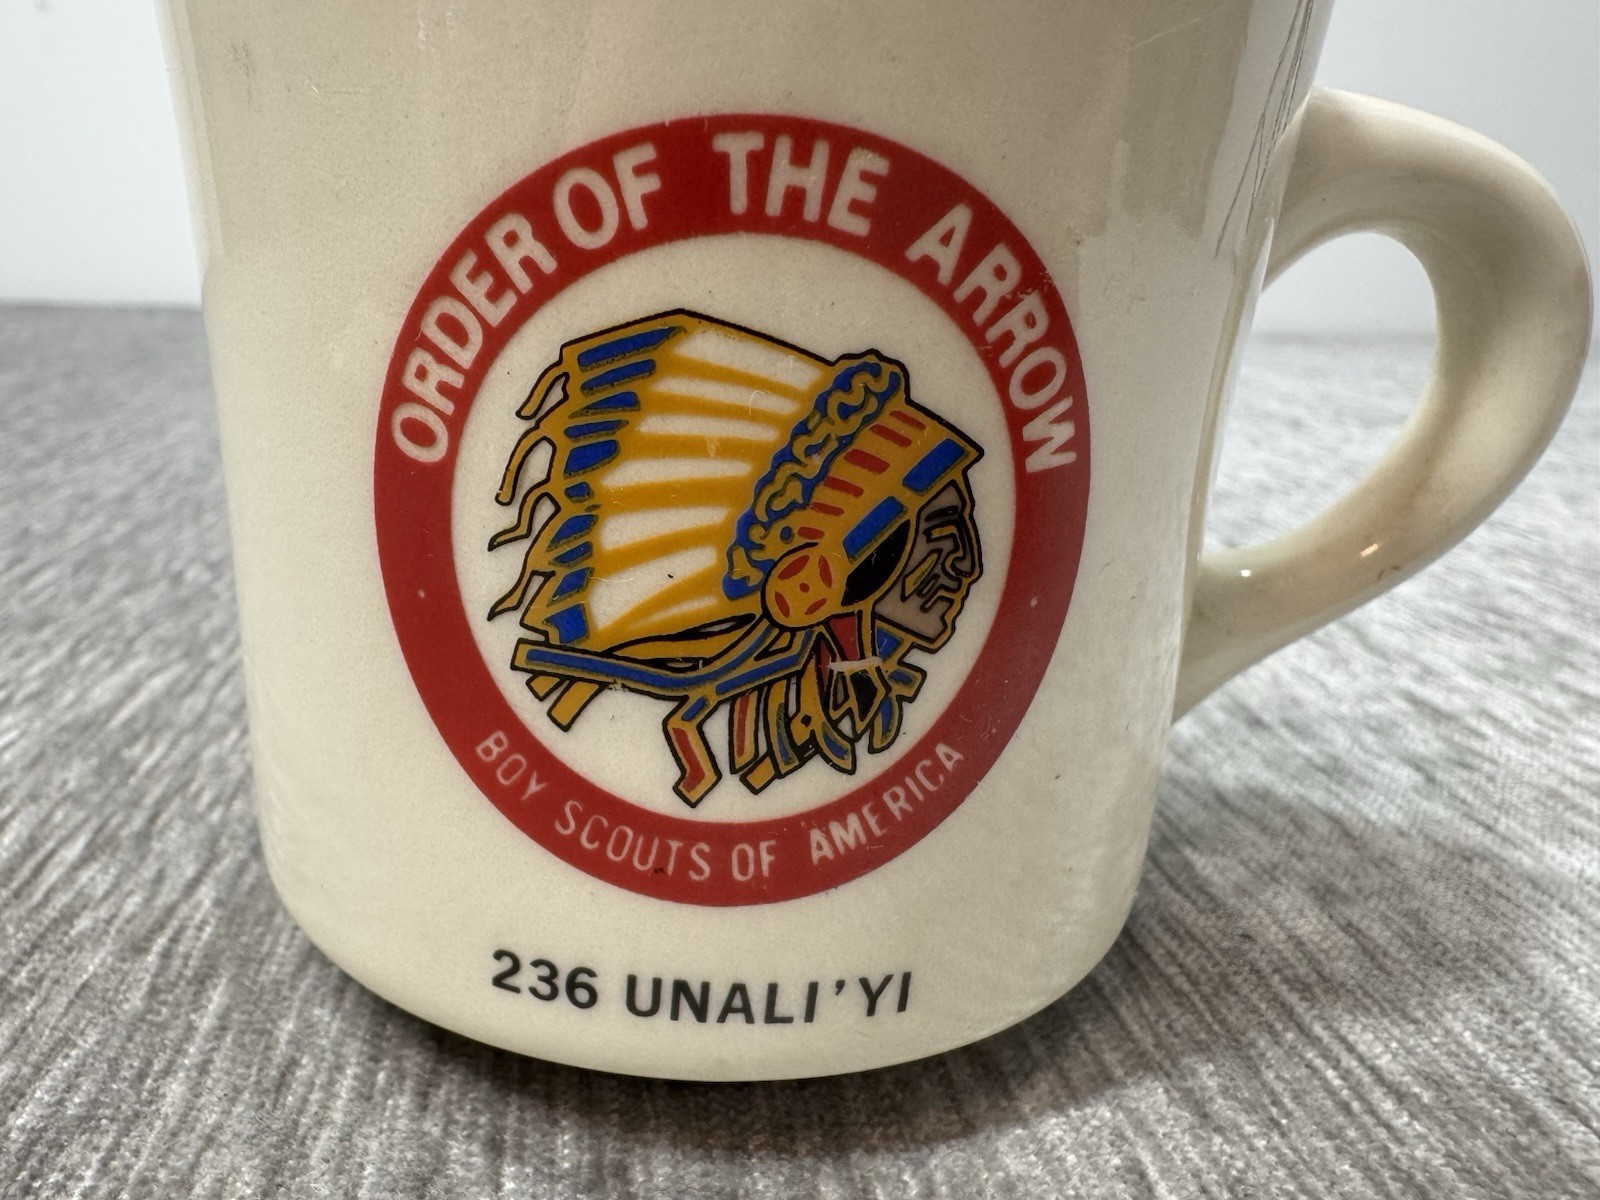 ORDER OF THE ARROW
BOY SCOUTS OF AMERICA
236 UNALI'YI